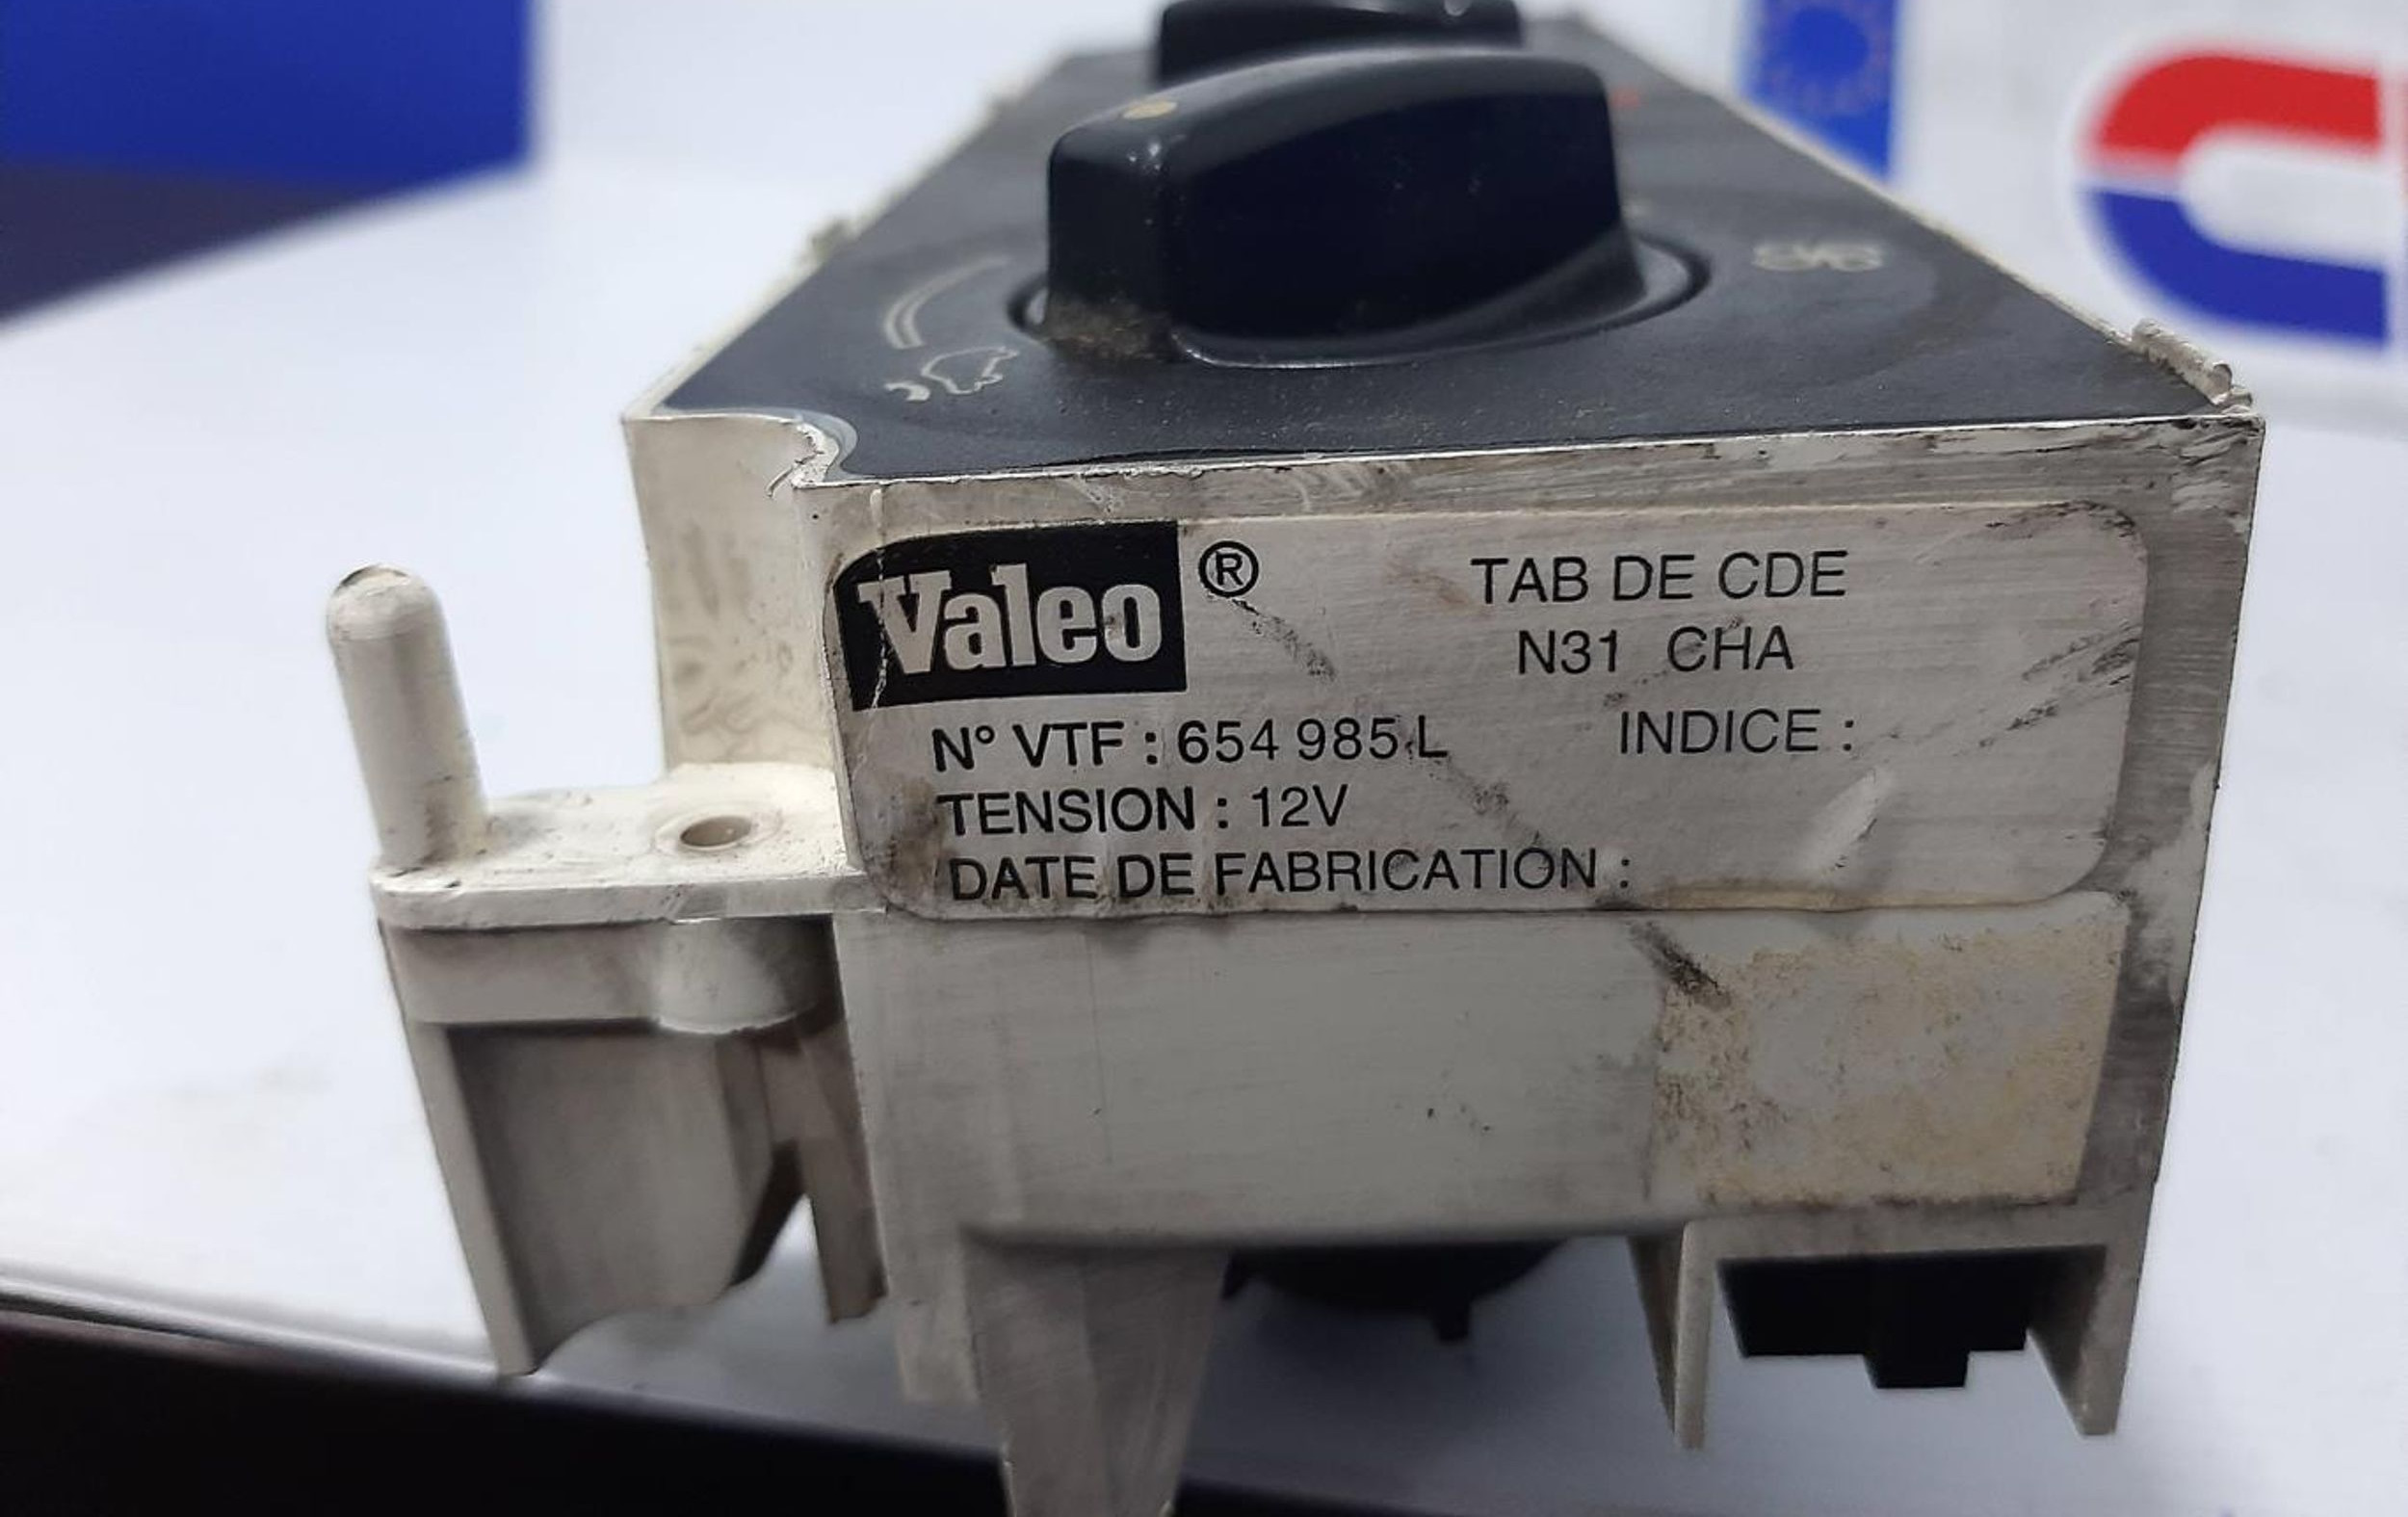 Valeo ® TAB DE CDE
N31 CHA
N° VTF : 654 985 L INDICE :
TENSION : 12V
DATE DE FABRICATION :